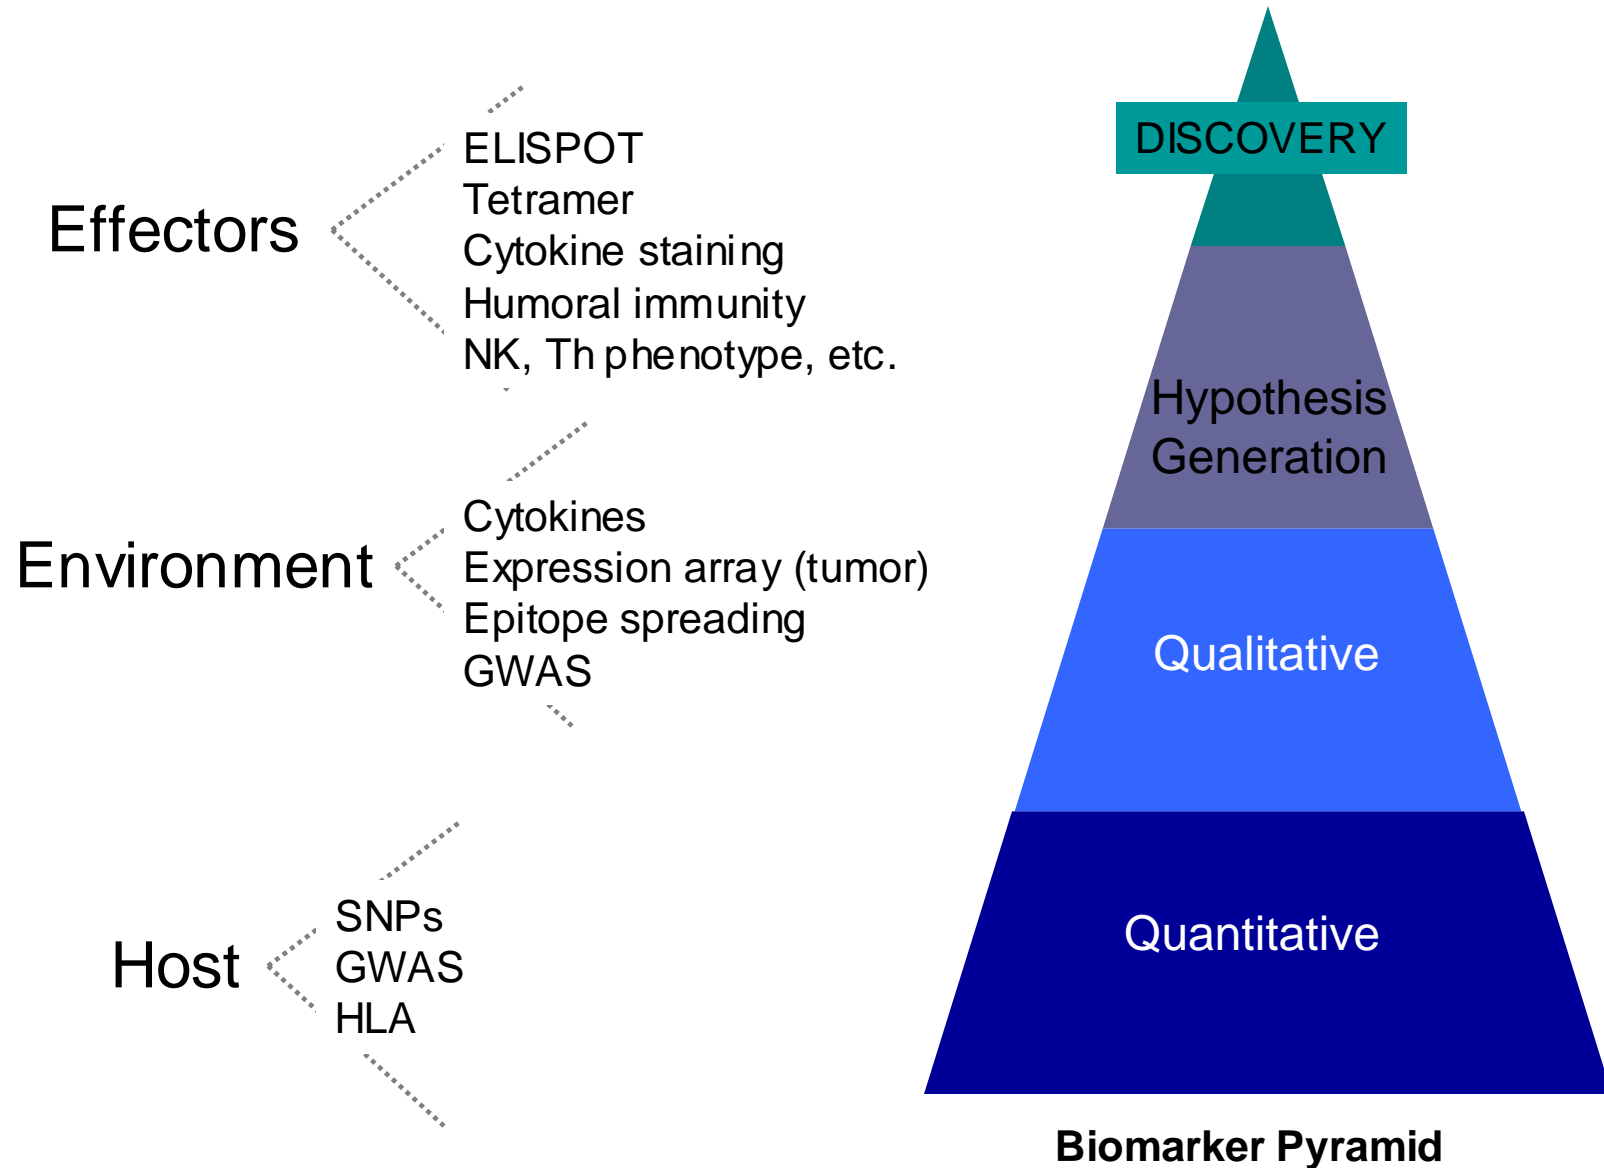 Effectors
ELISPOT
Tetramer
Cytokine staining
Humoral immunity
NK, Th phenotype, etc.
Environment
Cytokines
Expression array (tumor)
Epitope spreading
GWAS
Host
SNPs
GWAS
HLA
DISCOVERY
Hypothesis
Generation
Qualitative
Quantitative
Biomarker Pyramid